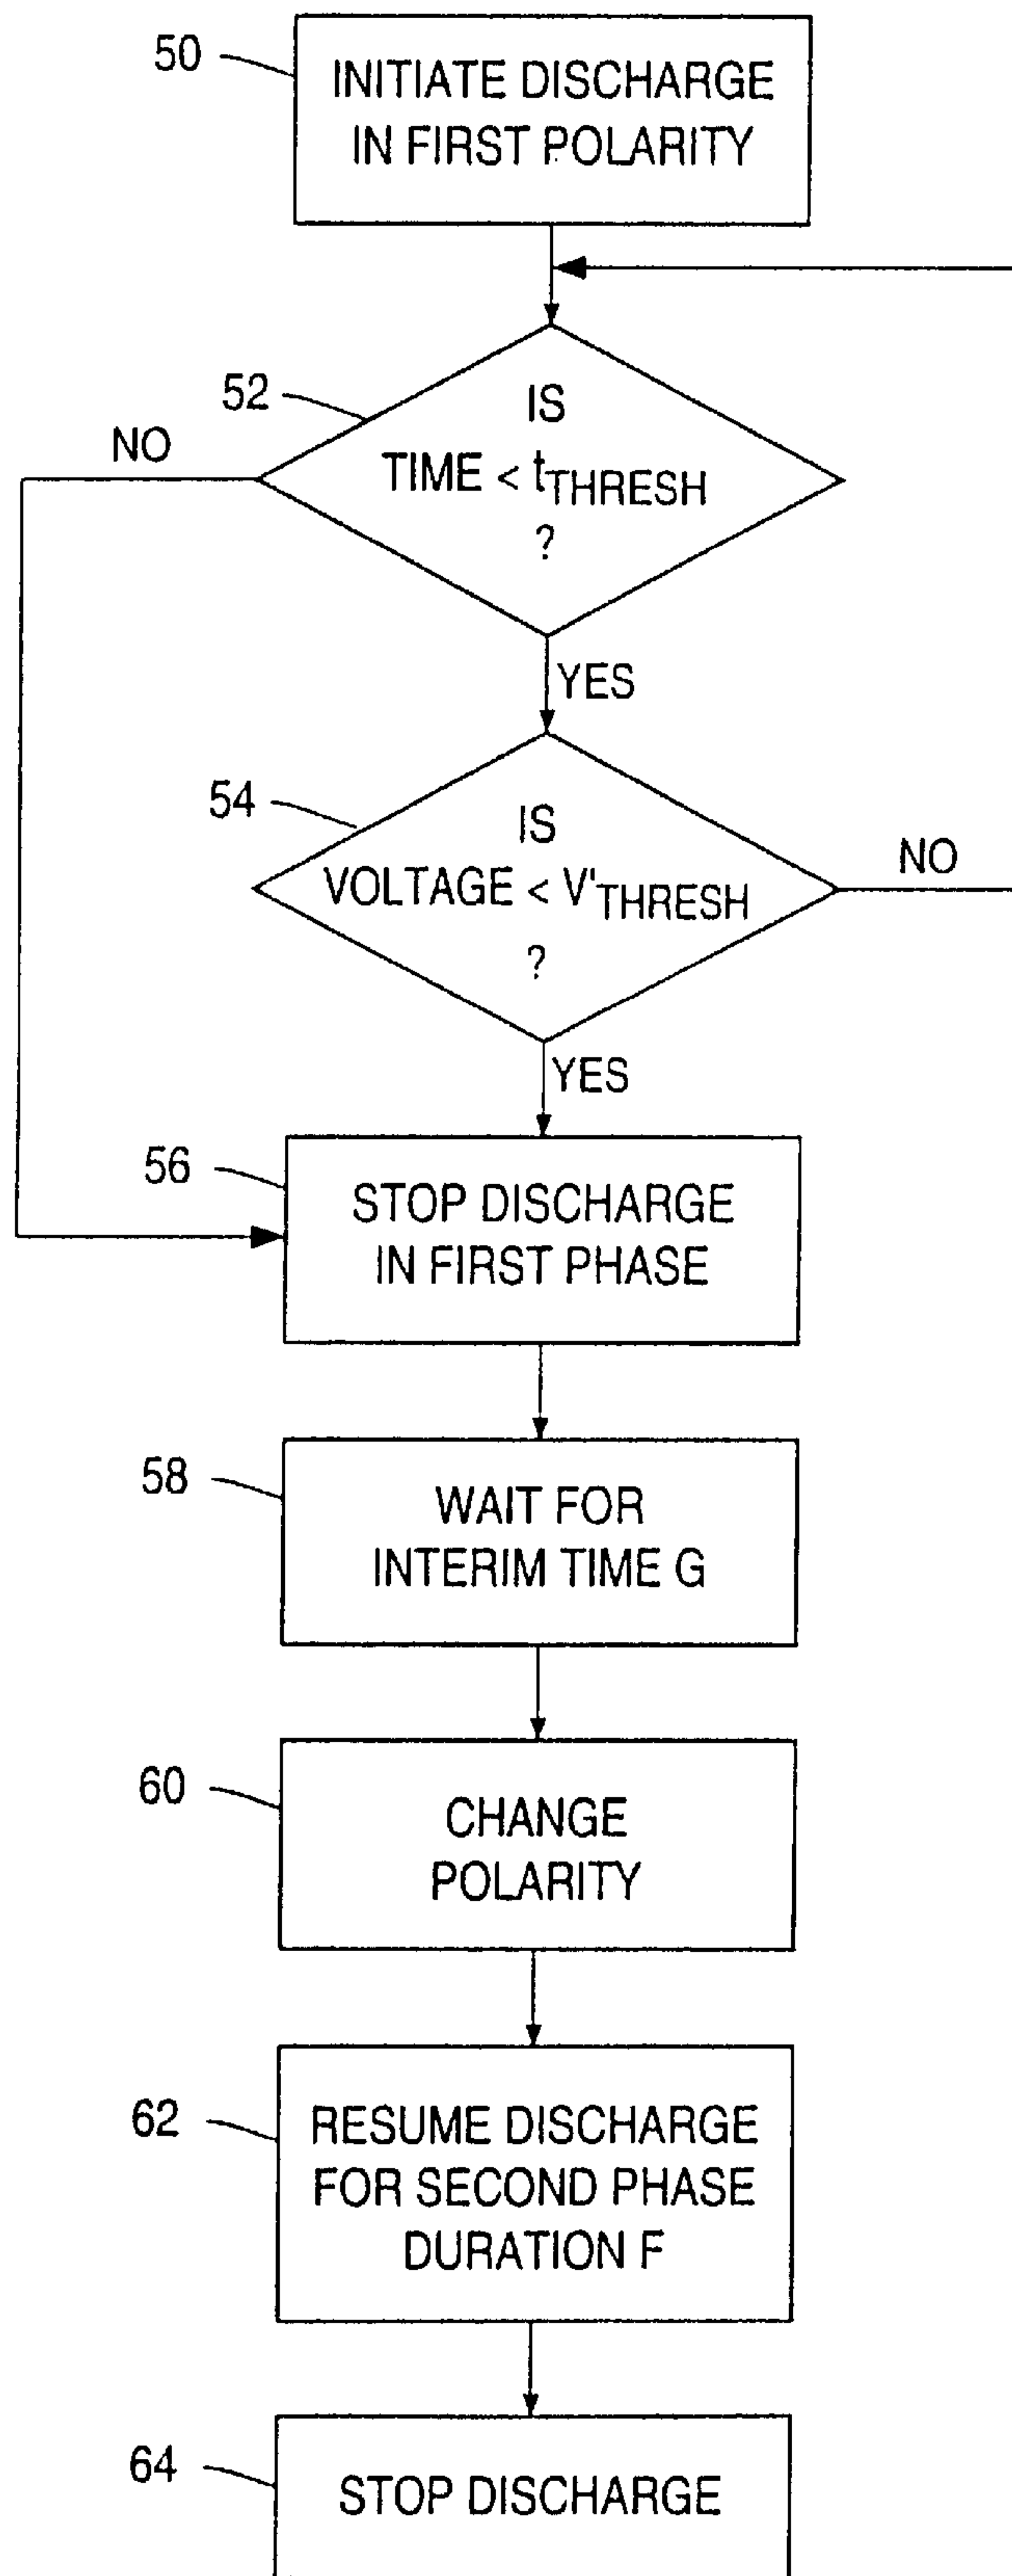 50
INITIATE DISCHARGE
IN FIRST POLARITY
52
IS
TIME < tTHRESH
?
NO
YES
54
IS
VOLTAGE < V'THRESH
?
NO
YES
56
STOP DISCHARGE
IN FIRST PHASE
58
WAIT FOR
INTERIM TIME G
60
CHANGE
POLARITY
62
RESUME DISCHARGE
FOR SECOND PHASE
DURATION F
64
STOP DISCHARGE